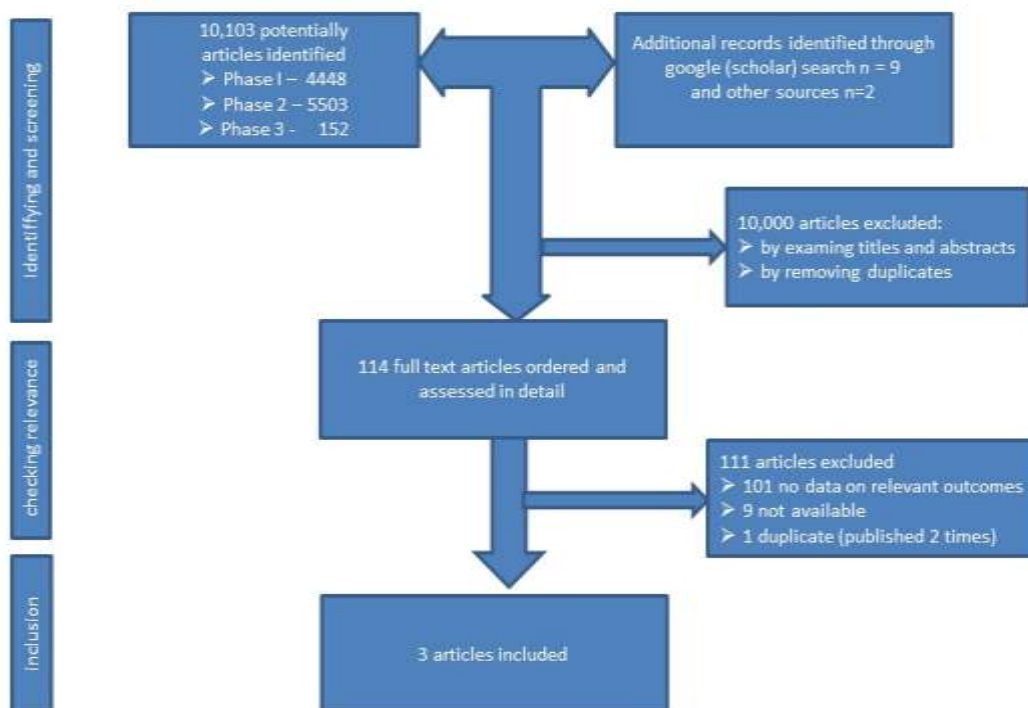 Identiffying and screening
10,103 potentially
articles identified
➢ Phase I – 4448
➢ Phase 2 – 5503
➢ Phase 3 - 152
Additional records identified through
google (scholar) search n = 9
and other sources n=2
10,000 articles excluded:
➢ by examing titles and abstracts
➢ by removing duplicates
checking relevance
114 full text articles ordered and
assessed in detail
111 articles excluded
➢ 101 no data on relevant outcomes
➢ 9 not available
➢ 1 duplicate (published 2 times)
inclusion
3 articles included